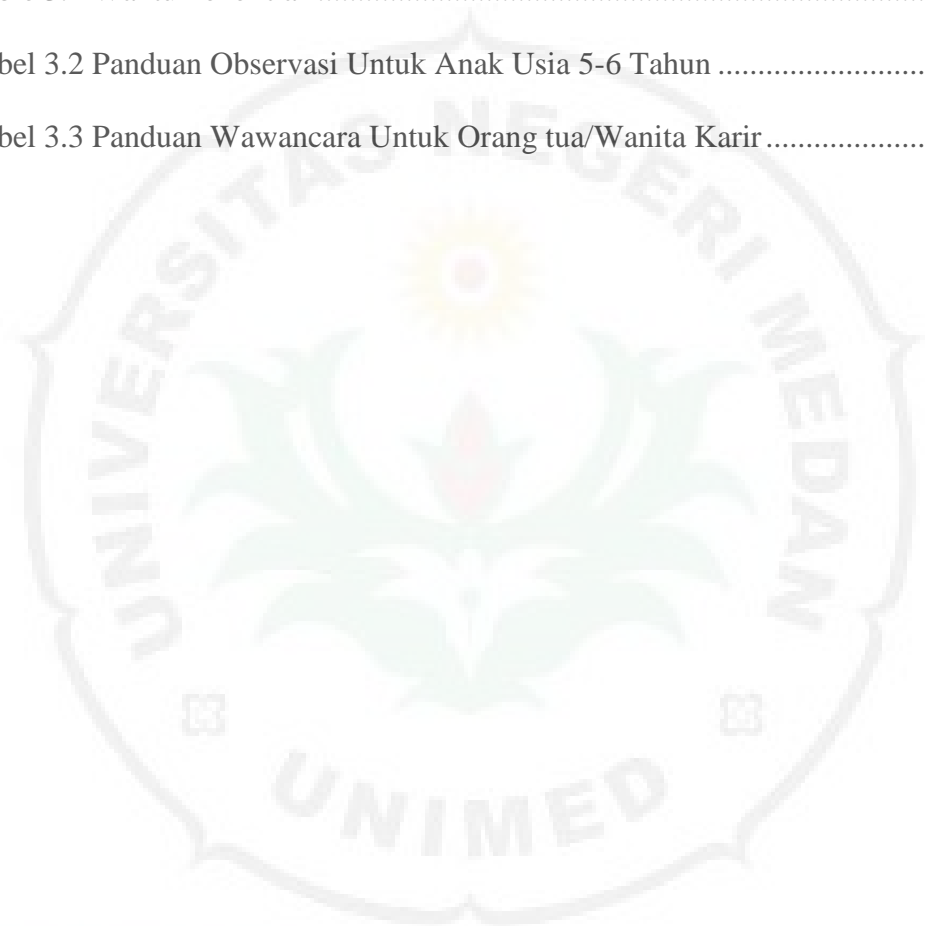 bel 3.2 Panduan Observasi Untuk Anak Usia 5-6 Tahun ..........................
bel 3.3 Panduan Wawancara Untuk Orang tua/Wanita Karir ....................
UNIVERSITAS NEGERI MEDAN
UNIMED